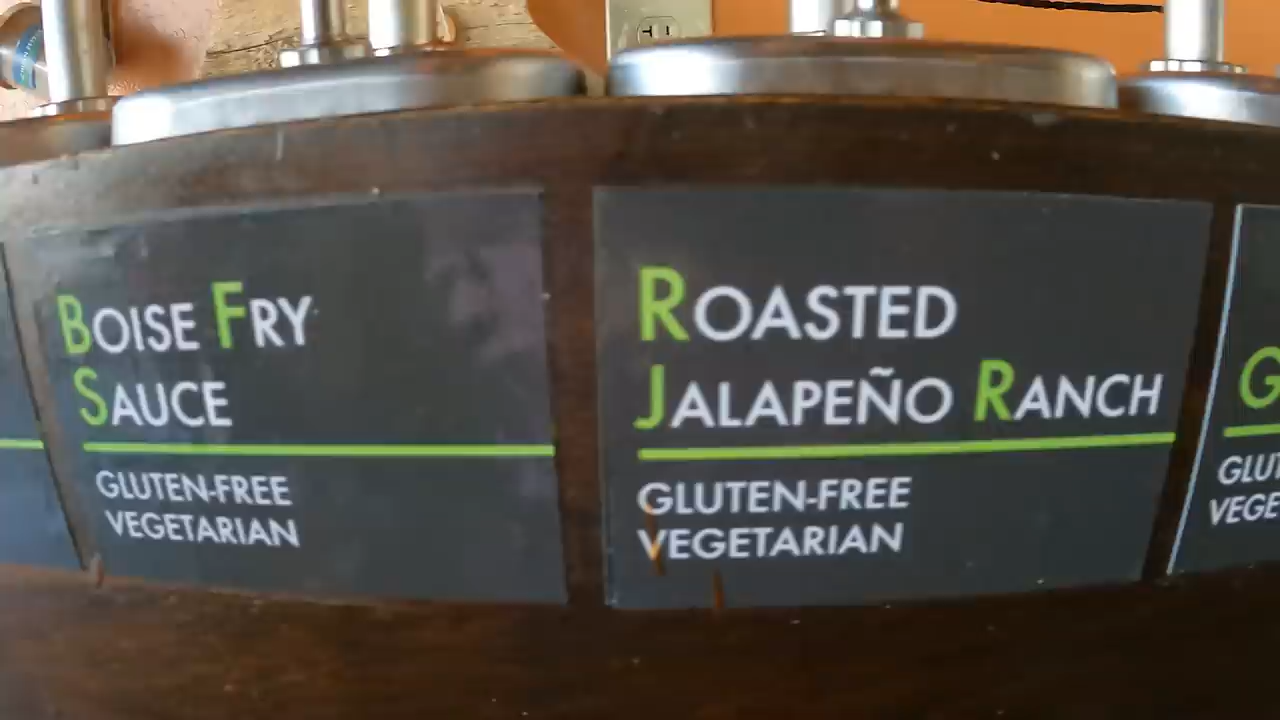 BOISE FRY
SAUCE
GLUTEN-FREE
VEGETARIAN
ROASTED
JALAPEÑO RANCH
GLUTEN-FREE
VEGETARIAN
G
GLUT
VEGE